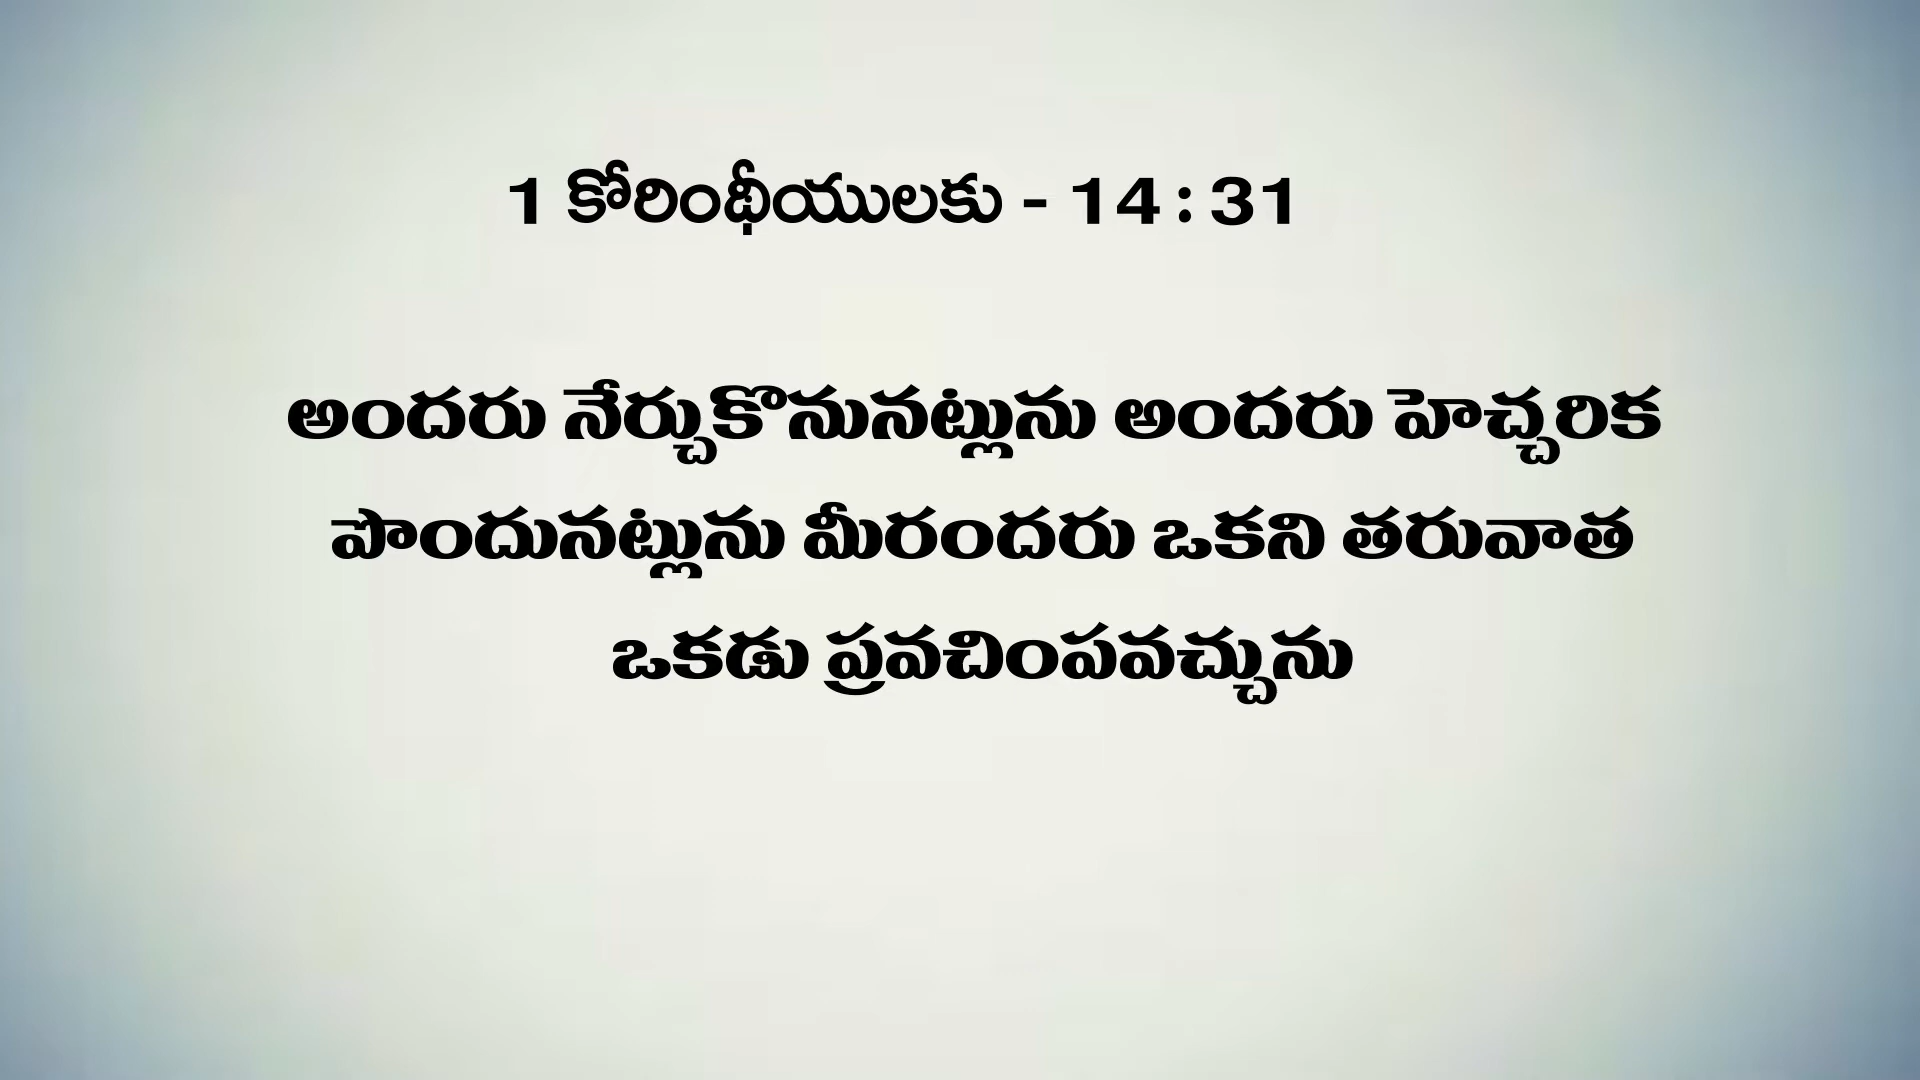 1 కోరింథీయులకు - 14 : 31
అందరు నేర్చుకొనునట్లును అందరు హెచ్చరిక
పొందునట్లును మీరందరు ఒకని తరువాత
ఒకడు ప్రవచింపవచ్చును